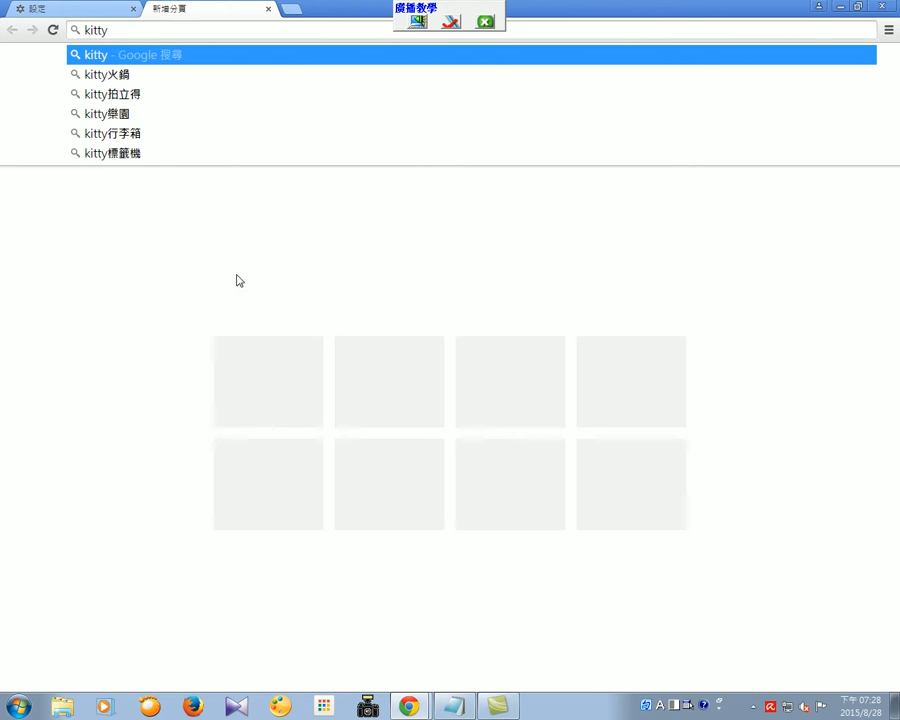 廣播教學
設定
新增分頁
kitty
kitty - Google 搜尋
kitty火鍋
kitty拍立得
kitty樂園
kitty行李箱
kitty標籤機
A
下午 07:28
2015/8/28